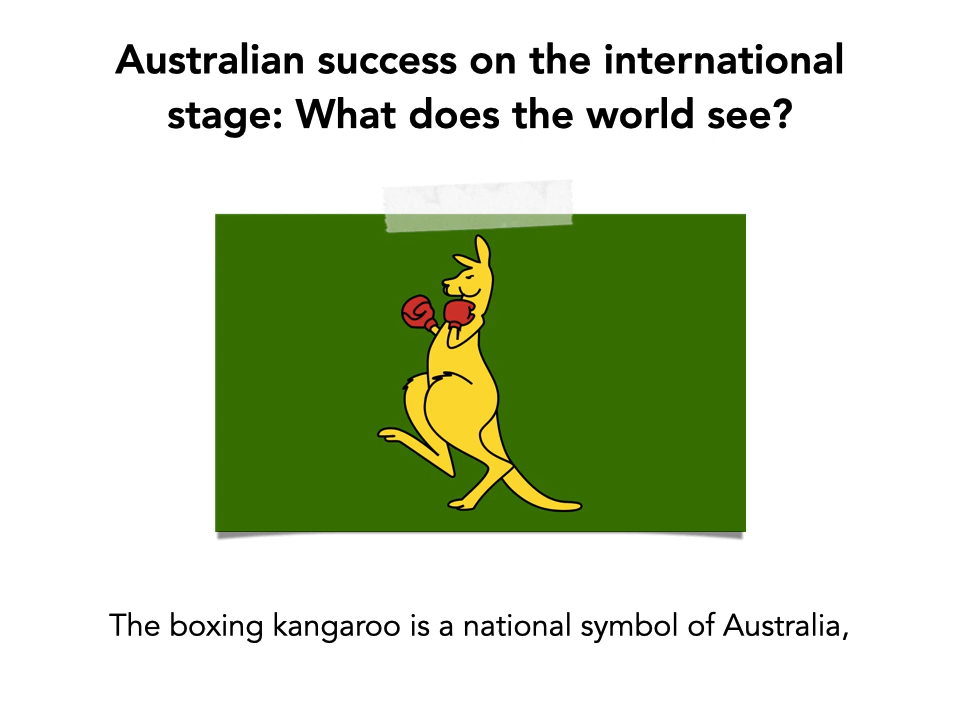 Australian success on the international
stage: What does the world see?
The boxing kangaroo is a national symbol of Australia,